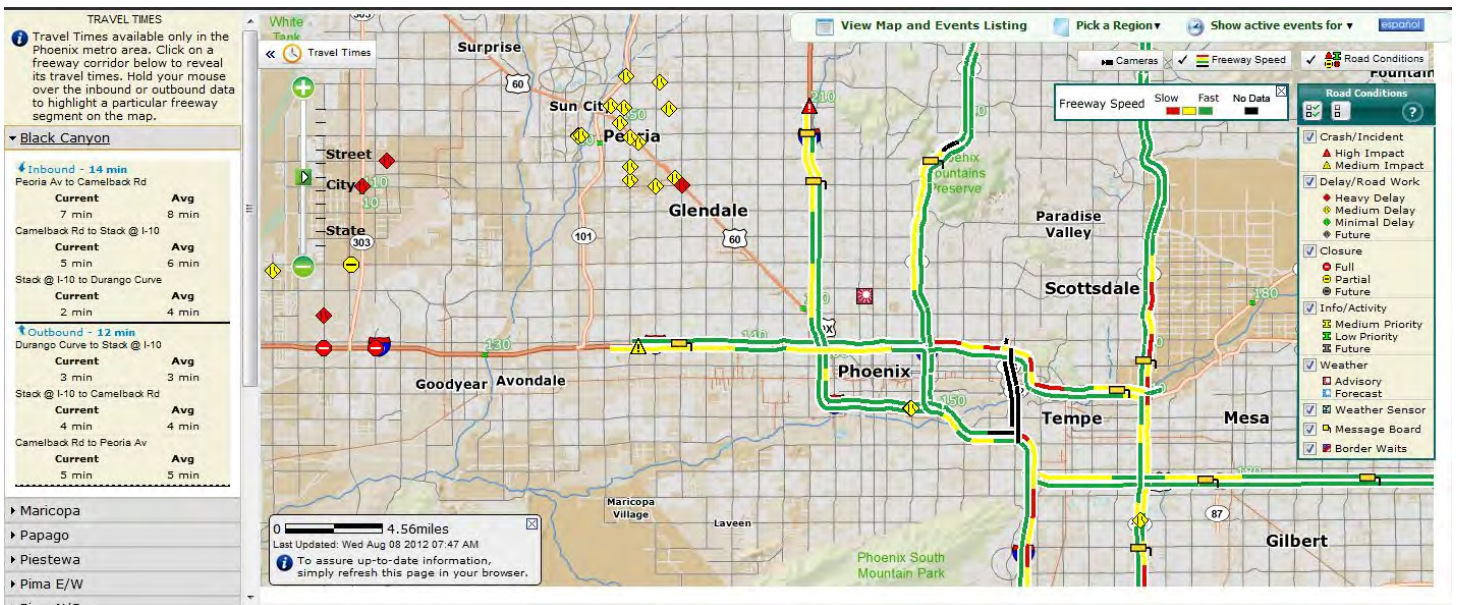 TRAVEL TIMES
Travel Times available only in the
Phoenix metro area. Click on a
freeway corridor below to reveal
its travel times. Hold your mouse
over the inbound or outbound data
to highlight a particular freeway
segment on the map.
Black Canyon
Inbound - 14 min
Peoria Av to Camelback Rd
Current Avg
7 min 8 min
Camelback Rd to Stack @ I-10
Current Avg
5 min 6 min
Stack @ I-10 to Durango Curve
Current Avg
2 min 4 min
Outbound - 12 min
Durango Curve to Stack @ I-10
Current Avg
3 min 3 min
Stack @ I-10 to Camelback Rd
Current Avg
4 min 4 min
Camelback Rd to Peoria Av
Current Avg
5 min 5 min
Maricopa
Papago
Piestewa
Pima E/W
View Map and Events Listing
Pick a Region
Show active events for
español
« Travel Times
Cameras
Freeway Speed
Road Conditions
Freeway Speed Slow Fast No Data
Road Conditions
?
Crash/Incident
High Impact
Medium Impact
Delay/Road Work
Heavy Delay
Medium Delay
Minimal Delay
Future
Closure
Full
Partial
Future
Info/Activity
Medium Priority
Low Priority
Future
Weather
Advisory
Forecast
Weather Sensor
Message Board
Border Waits
White
Tank
303
Surprise
60
Sun City
Peoria
210
Street
City
State
10
303
101
Glendale
60
Paradise
Valley
Scottsdale
180
130
140
Goodyear
Avondale
Phoenix
150
Tempe
Mesa
Maricopa
Village
Laveen
87
Gilbert
Phoenix South
Mountain Park
Fountain
0 4.56miles
Last Updated: Wed Aug 08 2012 07:47 AM
To assure up-to-date information,
simply refresh this page in your browser.